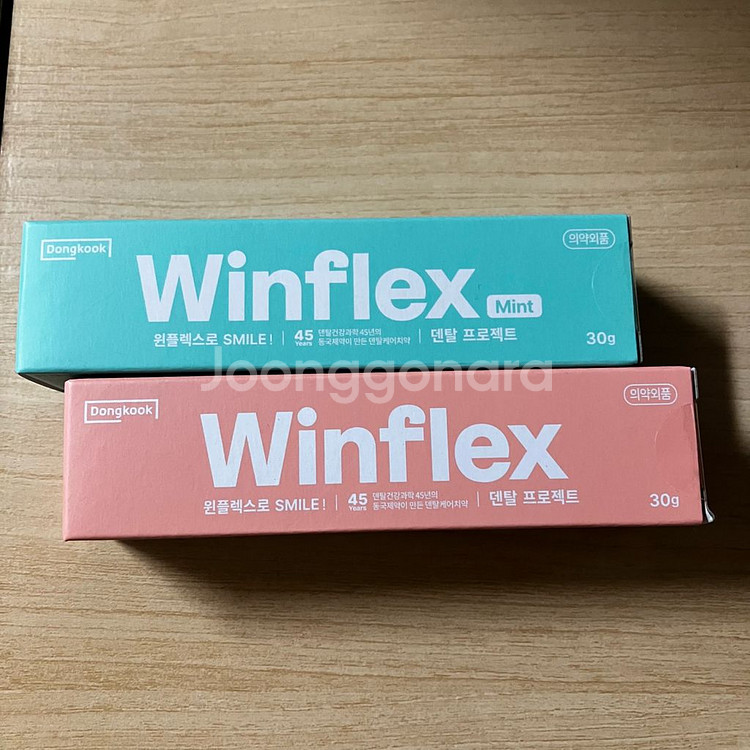 Dongkook
의약외품
Winflex
Mint
윈플렉스로 SMILE!
45
Years
덴탈건강과학 45년의
동국제약이 만든 덴탈케어치약
덴탈 프로젝트
30g
Joonggonara
Dongkook
의약외품
Winflex
윈플렉스로 SMILE!
45
Years
덴탈건강과학 45년의
동국제약이 만든 덴탈케어치약
덴탈 프로젝트
30g